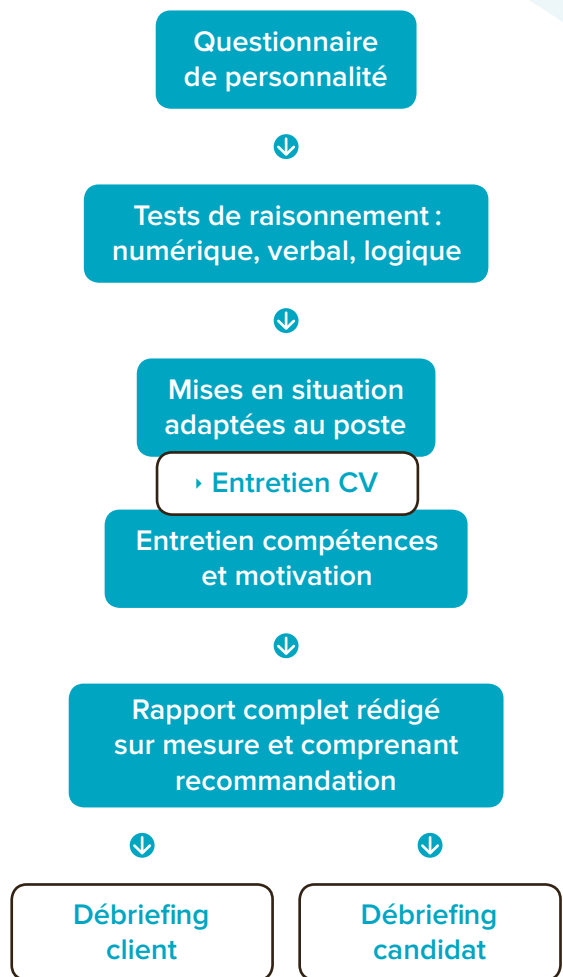 Questionnaire
de personnalité
Tests de raisonnement :
numérique, verbal, logique
Mises en situation
adaptées au poste
‣ Entretien CV
Entretien compétences
et motivation
Rapport complet rédigé
sur mesure et comprenant
recommandation
Débriefing
client
Débriefing
candidat